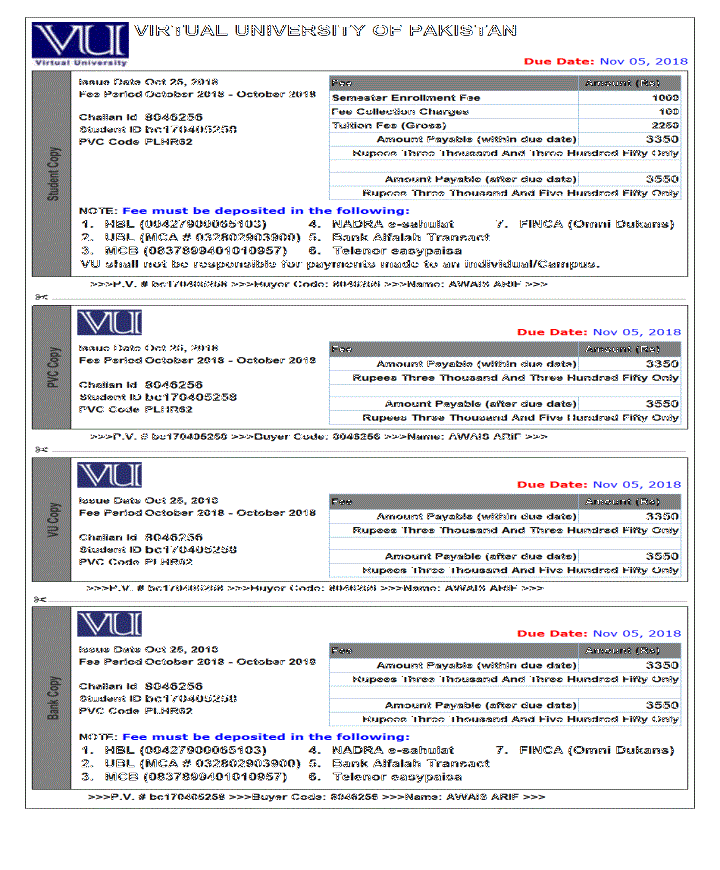 VU VIRTUAL UNIVERSITY OF PAKISTAN
Virtual University
Due Date: Nov 05, 2018
Student Copy
Issue Date Oct 25, 2018
Fee Period October 2018 - October 2018
Challan Id 8046256
Student ID bc170405258
PVC Code PLHR62
Fee Amount (Rs)
Semester Enrollment Fee 1000
Fee Collection Charges 100
Tuition Fee (Gross) 2250
Amount Payable (within due date) 3350
Rupees Three Thousand And Three Hundred Fifty Only
Amount Payable (after due date) 3550
Rupees Three Thousand And Five Hundred Fifty Only
NOTE: Fee must be deposited in the following:
1. HBL (00427900065103) 4. NADRA e-sahulat 7. FINCA (Omni Dukans)
2. UBL (MCA # 032802903900) 5. Bank Alfalah Transact
3. MCB (0837899401010957) 6. Telenor easypaisa
VU shall not be responsible for payments made to an individual/Campus.
>>>P.V. # bc170405258 >>>Buyer Code: 8046256 >>>Name: AWAIS ARIF >>>
VU
Due Date: Nov 05, 2018
PVC Copy
Issue Date Oct 25, 2018
Fee Period October 2018 - October 2018
Challan Id 8046256
Student ID bc170405258
PVC Code PLHR62
Fee Amount (Rs)
Amount Payable (within due date) 3350
Rupees Three Thousand And Three Hundred Fifty Only
Amount Payable (after due date) 3550
Rupees Three Thousand And Five Hundred Fifty Only
>>>P.V. # bc170405258 >>>Buyer Code: 8046256 >>>Name: AWAIS ARIF >>>
VU
Due Date: Nov 05, 2018
VU Copy
Issue Date Oct 25, 2018
Fee Period October 2018 - October 2018
Challan Id 8046256
Student ID bc170405258
PVC Code PLHR62
Fee Amount (Rs)
Amount Payable (within due date) 3350
Rupees Three Thousand And Three Hundred Fifty Only
Amount Payable (after due date) 3550
Rupees Three Thousand And Five Hundred Fifty Only
>>>P.V. # bc170405258 >>>Buyer Code: 8046256 >>>Name: AWAIS ARIF >>>
VU
Due Date: Nov 05, 2018
Bank Copy
Issue Date Oct 25, 2018
Fee Period October 2018 - October 2018
Challan Id 8046256
Student ID bc170405258
PVC Code PLHR62
Fee Amount (Rs)
Amount Payable (within due date) 3350
Rupees Three Thousand And Three Hundred Fifty Only
Amount Payable (after due date) 3550
Rupees Three Thousand And Five Hundred Fifty Only
NOTE: Fee must be deposited in the following:
1. HBL (00427900065103) 4. NADRA e-sahulat 7. FINCA (Omni Dukans)
2. UBL (MCA # 032802903900) 5. Bank Alfalah Transact
3. MCB (0837899401010957) 6. Telenor easypaisa
>>>P.V. # bc170405258 >>>Buyer Code: 8046256 >>>Name: AWAIS ARIF >>>